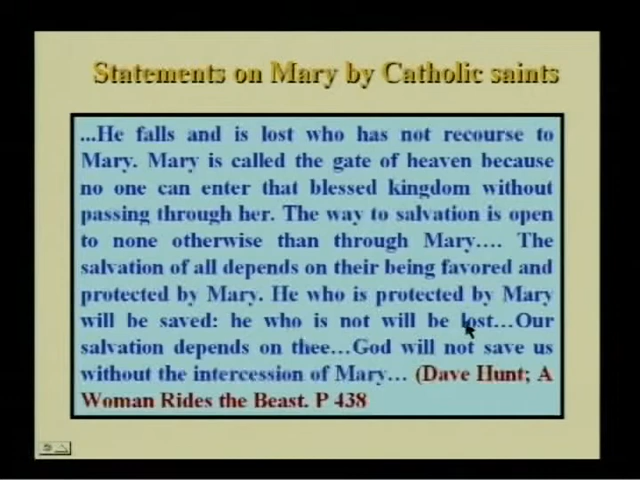 Statements on Mary by Catholic saints
...He falls and is lost who has not recourse to
Mary. Mary is called the gate of heaven because
no one can enter that blessed kingdom without
passing through her. The way to salvation is open
to none otherwise than through Mary.... The
salvation of all depends on their being favored and
protected by Mary. He who is protected by Mary
will be saved: he who is not will be lost...Our
salvation depends on thee...God will not save us
without the intercession of Mary... (Dave Hunt; A
Woman Rides the Beast. P 438